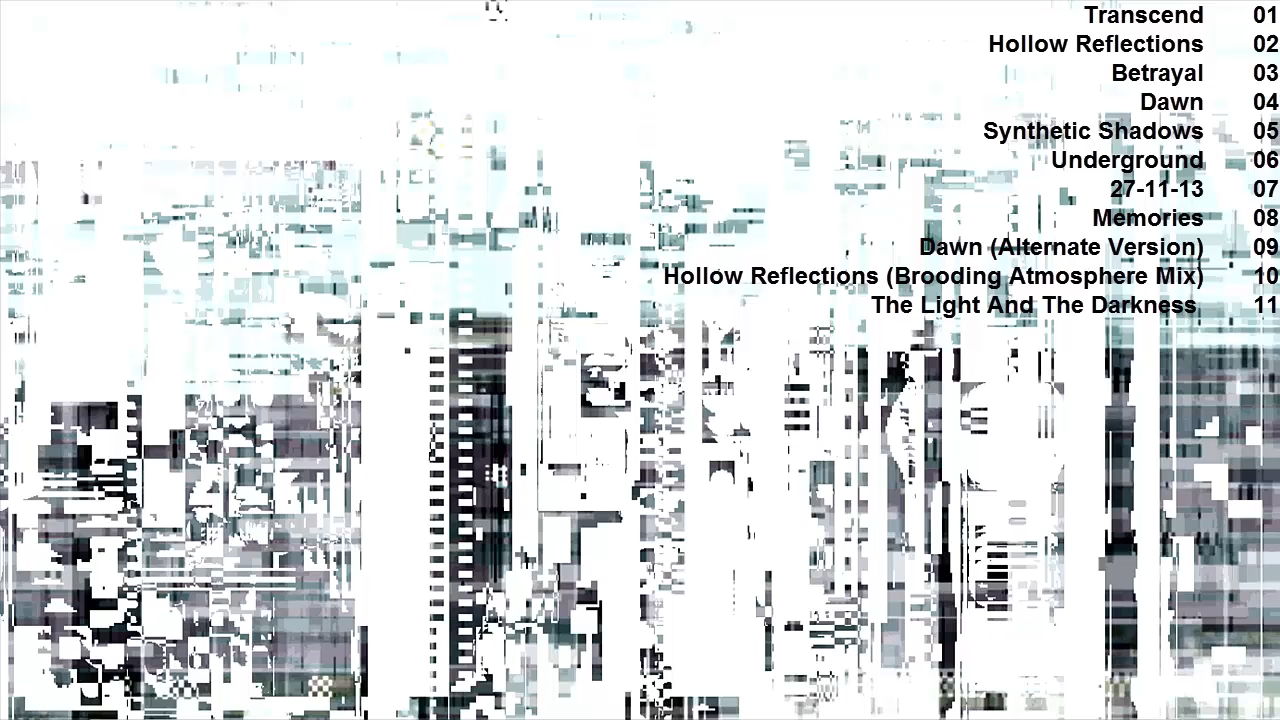 Transcend 01
Hollow Reflections 02
Betrayal 03
Dawn 04
Synthetic Shadows 05
Underground 06
27-11-13 07
Memories 08
Dawn (Alternate Version) 09
Hollow Reflections (Brooding Atmosphere Mix) 10
The Light And The Darkness 11